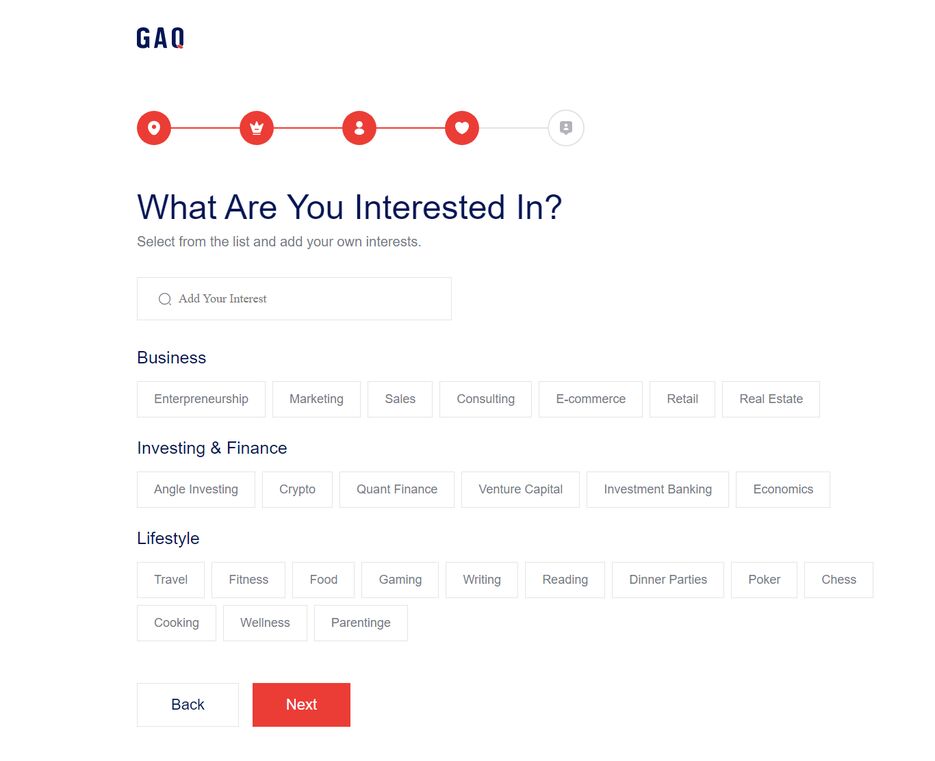 GAQ
What Are You Interested In?
Select from the list and add your own interests.
Add Your Interest
Business
Enterpreneurship Marketing Sales Consulting E-commerce Retail Real Estate
Investing & Finance
Angle Investing Crypto Quant Finance Venture Capital Investment Banking Economics
Lifestyle
Travel Fitness Food Gaming Writing Reading Dinner Parties Poker Chess
Cooking Wellness Parentinge
Back Next